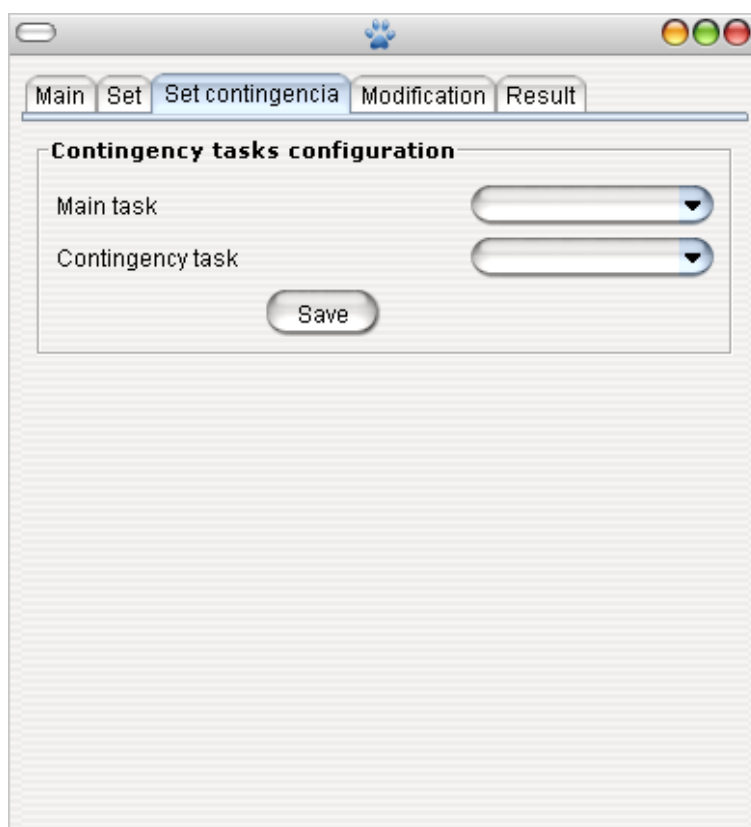 Main Set Set contingencia Modification Result
Contingency tasks configuration
Main task
Contingency task
Save